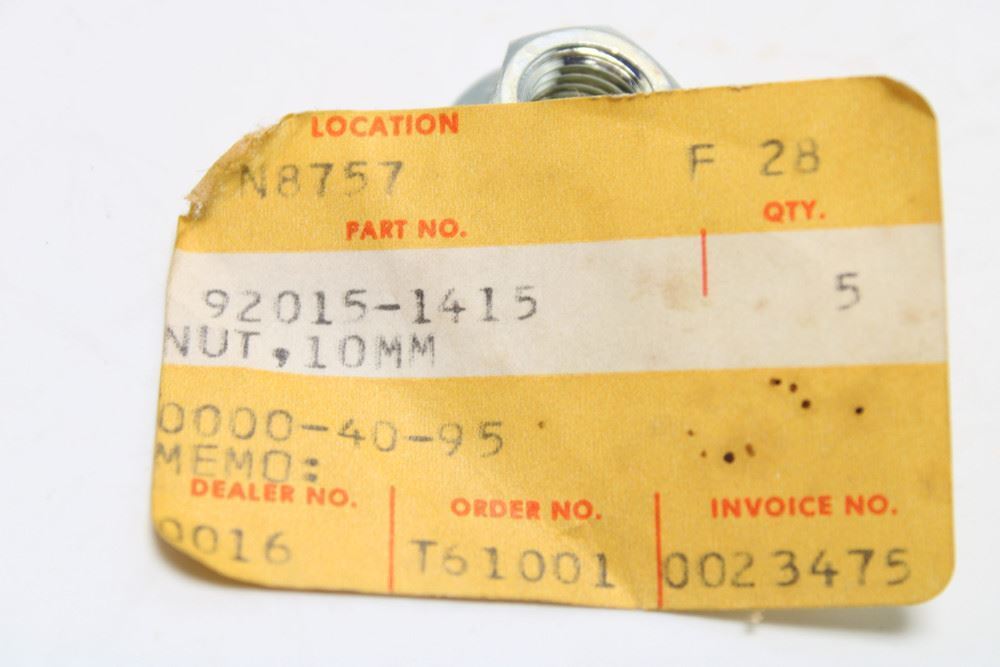 LOCATION
N8757 F 28
PART NO. QTY.
92015-1415 5
NUT,10MM
0000-40-95
MEMO:
DEALER NO. ORDER NO. INVOICE NO.
0016 T61001 0023475